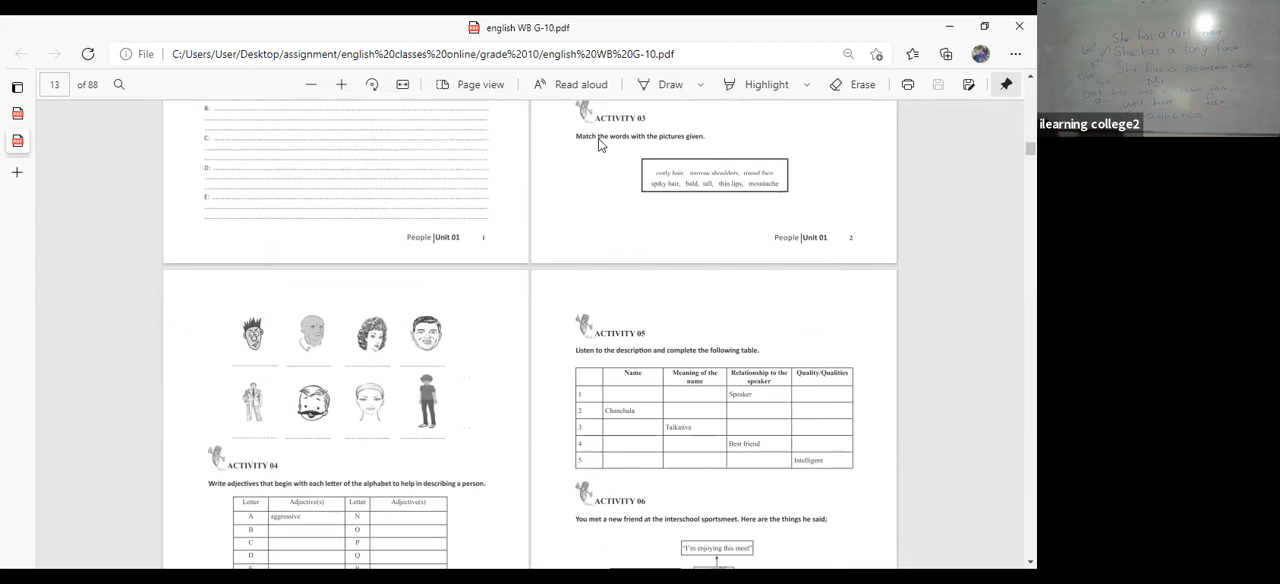 english WB G-10.pdf
File
C:/Users/User/Desktop/assignment/english%20classes%20online/grade%2010/english%20WB%20G-10.pdf
13 of 88
Page view
Read aloud
Draw
Highlight
Erase
B:
C:
D:
E:
People | Unit 01 1
ACTIVITY 03
Match the words with the pictures given.
curly hair, narrow shoulders, round face
spiky hair, bald, tall, thin lips, moustache
People | Unit 01 2
ACTIVITY 04
Write adjectives that begin with each letter of the alphabet to help in describing a person.
Letter Adjective(s) Letter Adjective(s)
A aggressive N
B O
C P
D Q
ACTIVITY 05
Listen to the description and complete the following table.
Name Meaning of the name Relationship to the speaker Quality/Qualities
1 Speaker
2 Chanchala
3 Talkative
4 Best friend
5 Intelligent
ACTIVITY 06
You met a new friend at the interschool sportsmeet. Here are the things he said;
"I'm enjoying this meet"
She has a curl
She has a long face
She has a
He has a
ilearning college2